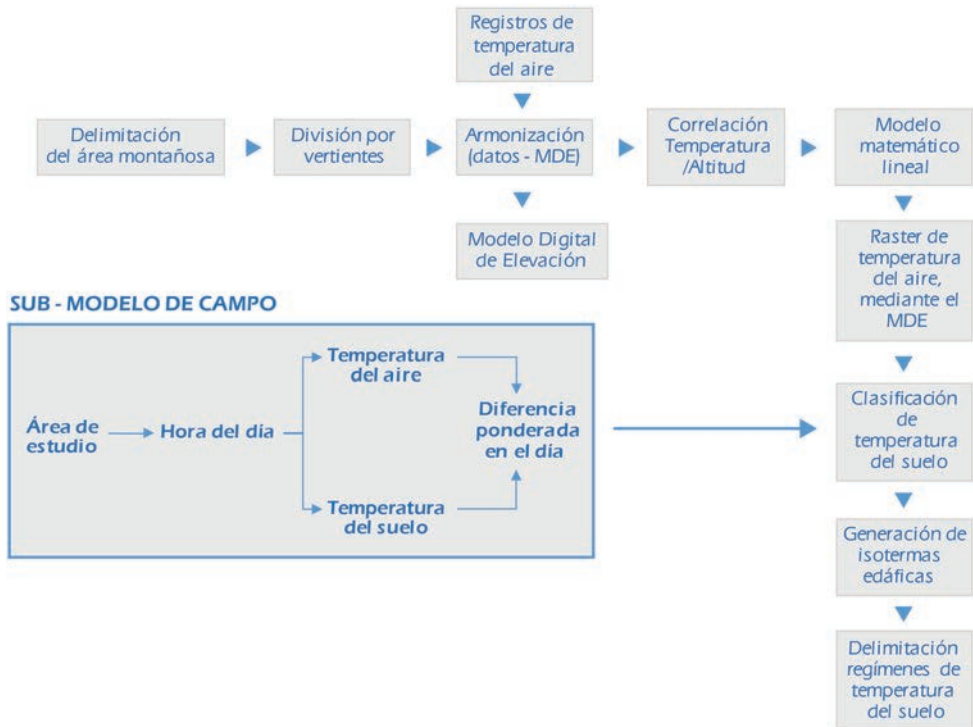 Registros de
temperatura
del aire
Delimitación
del área montañosa
División por
vertientes
Armonización
(datos - MDE)
Correlación
Temperatura
/Altitud
Modelo
matemático
lineal
Modelo Digital
de Elevación
Raster de
temperatura
del aire,
mediante el
MDE
SUB - MODELO DE CAMPO
Área de
estudio
Hora del día
Temperatura
del aire
Temperatura
del suelo
Diferencia
ponderada
en el día
Clasificación
de
temperatura
del suelo
Generación de
isotermas
edáficas
Delimitación
regímenes de
temperatura
del suelo